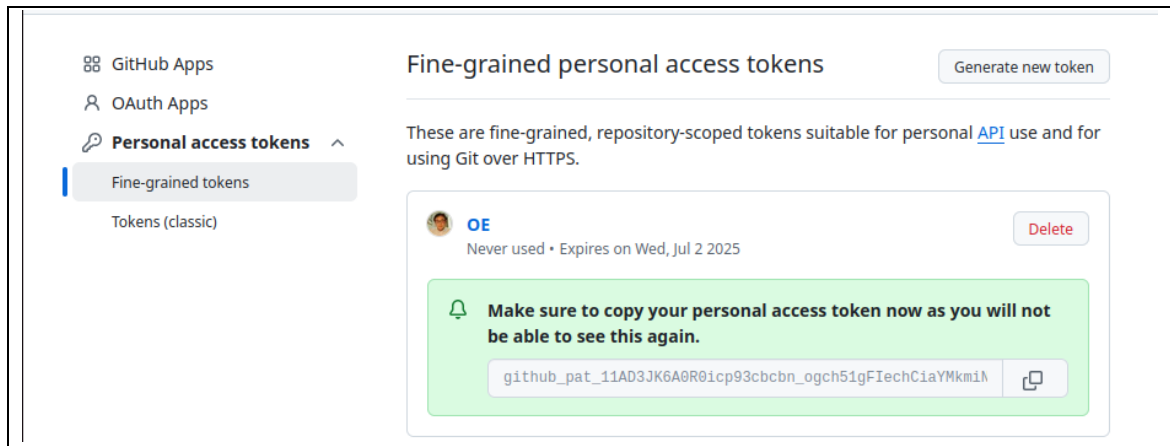 GitHub Apps
OAuth Apps
Personal access tokens
Fine-grained tokens
Tokens (classic)
Fine-grained personal access tokens
Generate new token
These are fine-grained, repository-scoped tokens suitable for personal API use and for
using Git over HTTPS.
OE
Delete
Never used • Expires on Wed, Jul 2 2025
Make sure to copy your personal access token now as you will not
be able to see this again.
github_pat_11AD3JK6A0R0icp93cbcbn_ogch51gFIechCiaYMkmiN